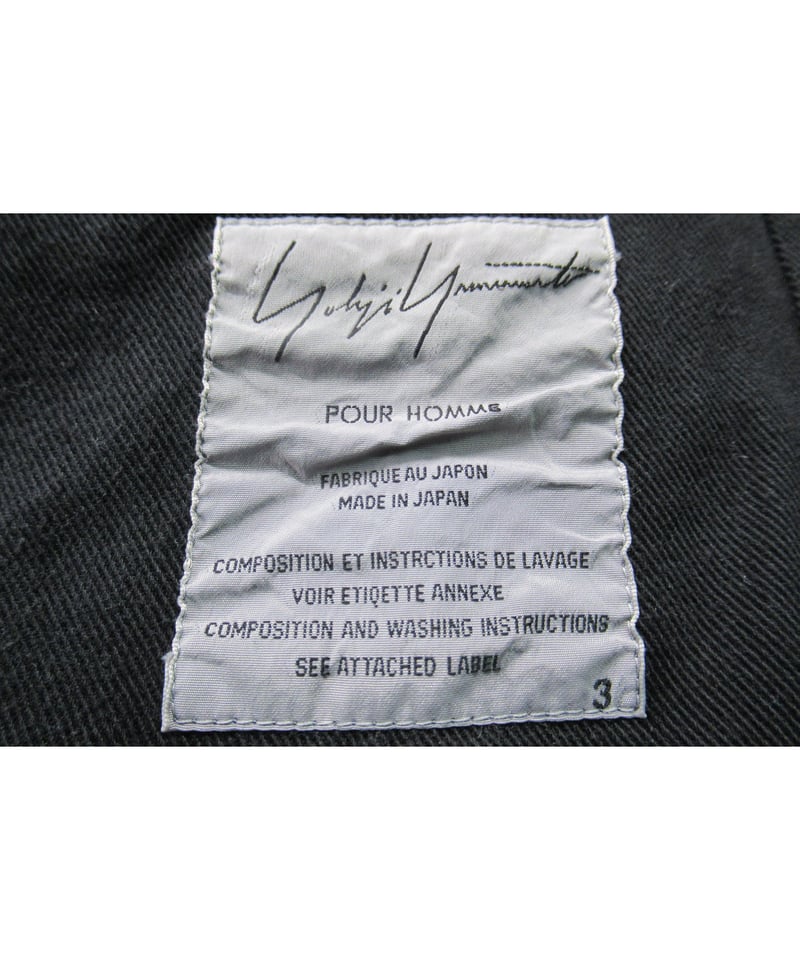 Yohji Yamamoto
POUR HOMME
FABRIQUE AU JAPON
MADE IN JAPAN
COMPOSITION ET INSTRCTIONS DE LAVAGE
VOIR ETIQETTE ANNEXE
COMPOSITION AND WASHING INSTRUCTIONS
SEE ATTACHED LABEL
3